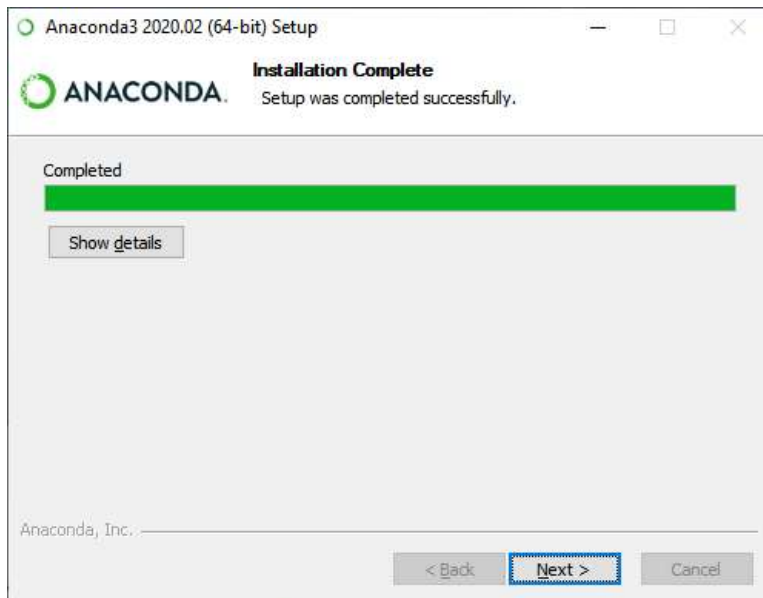 Anaconda3 2020.02 (64-bit) Setup
ANACONDA.
Installation Complete
Setup was completed successfully.
Completed
Show details
Anaconda, Inc.
< Back
Next >
Cancel